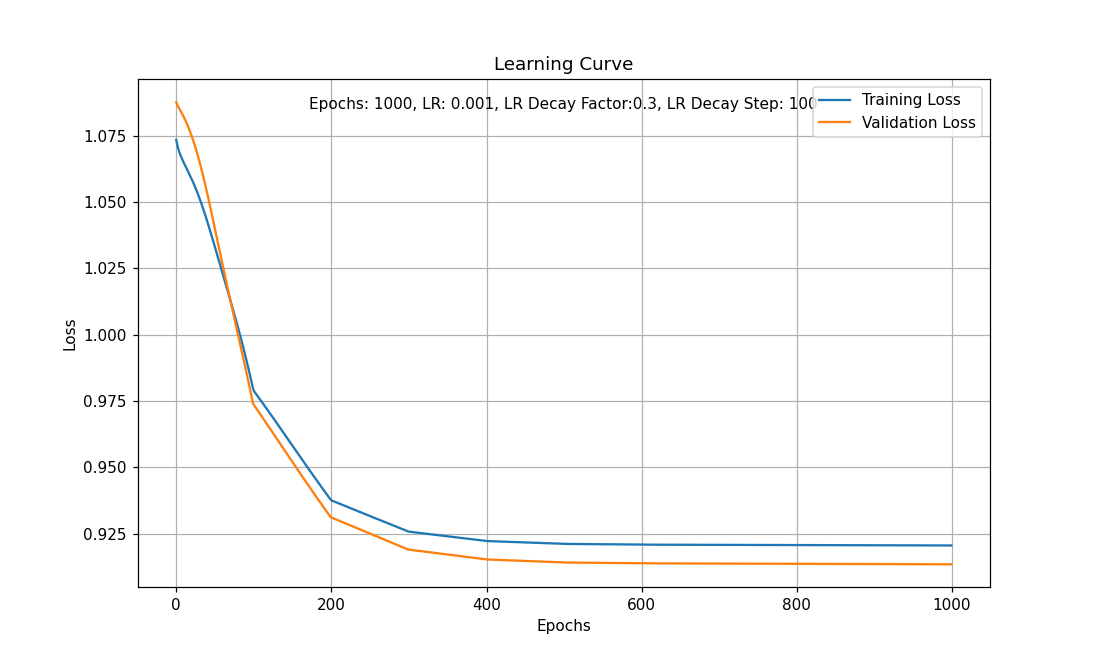 Learning Curve
Epochs: 1000, LR: 0.001, LR Decay Factor:0.3, LR Decay Step: 100
Training Loss
Validation Loss
1.075
1.050
1.025
1.000
0.975
0.950
0.925
Loss
0 200 400 600 800 1000
Epochs